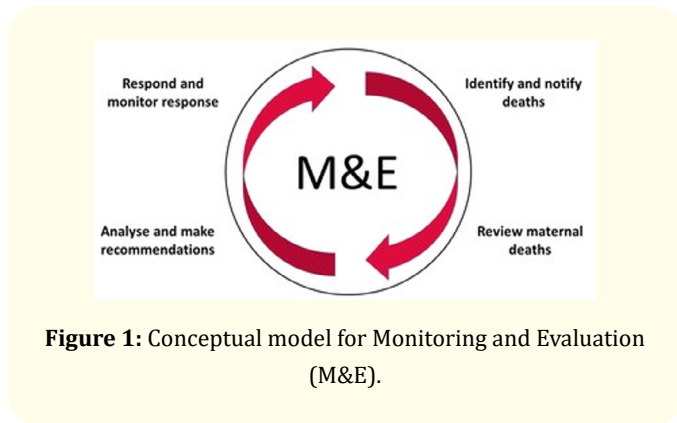 Respond and
monitor response
Identify and notify
deaths
M&E
Analyse and make
recommendations
Review maternal
deaths
Figure 1: Conceptual model for Monitoring and Evaluation
(M&E).